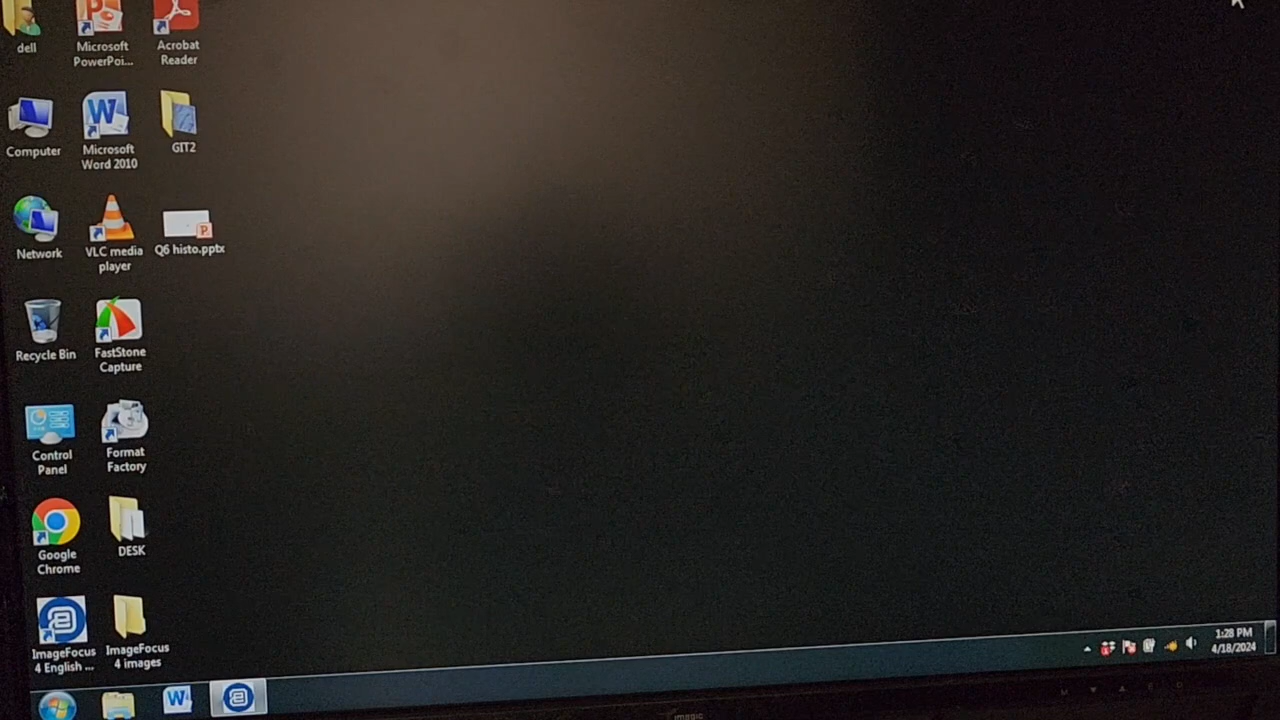 dell
Microsoft
PowerPoi...
Acrobat
Reader
Computer
Microsoft
Word 2010
GIT2
Network
VLC media
player
Q6 histo.pptx
Recycle Bin
FastStone
Capture
Control
Panel
Format
Factory
Google
Chrome
DESK
ImageFocus
4 English ...
ImageFocus
4 images
1:28 PM
4/18/2024
imagic